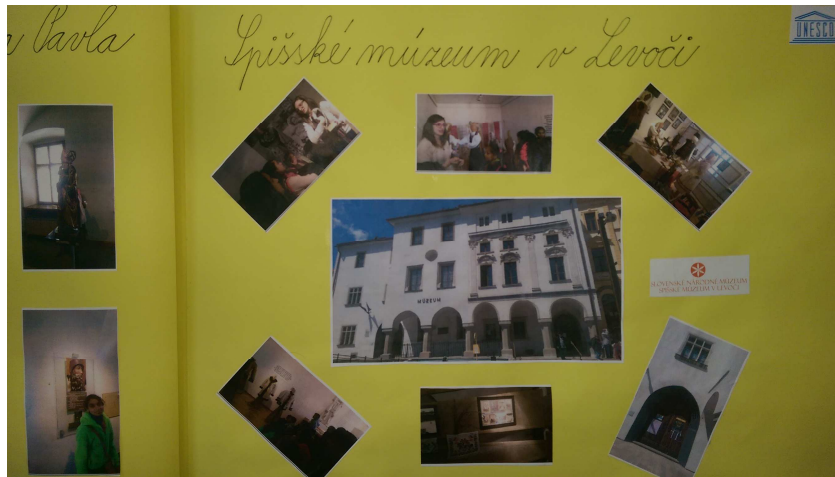 a Pavla
Spišské múzeum v Levoči
UNESCO
MÚZEUM
SLOVENSKÉ NÁRODNÉ MÚZEUM
SPIŠSKÉ MÚZEUM V LEVOČI